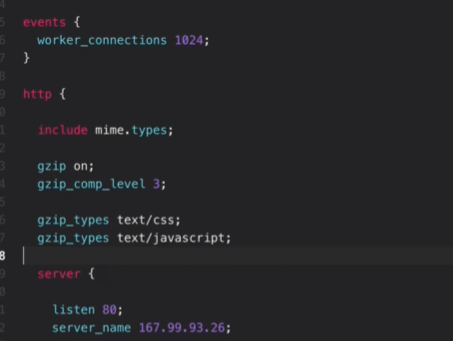 4
5 events {
6 worker_connections 1024;
7 }
8
9 http {
0
1 include mime.types;
2
3 gzip on;
4 gzip_comp_level 3;
5
6 gzip_types text/css;
7 gzip_types text/javascript;
8
9 server {
0
1 listen 80;
2 server_name 167.99.93.26;